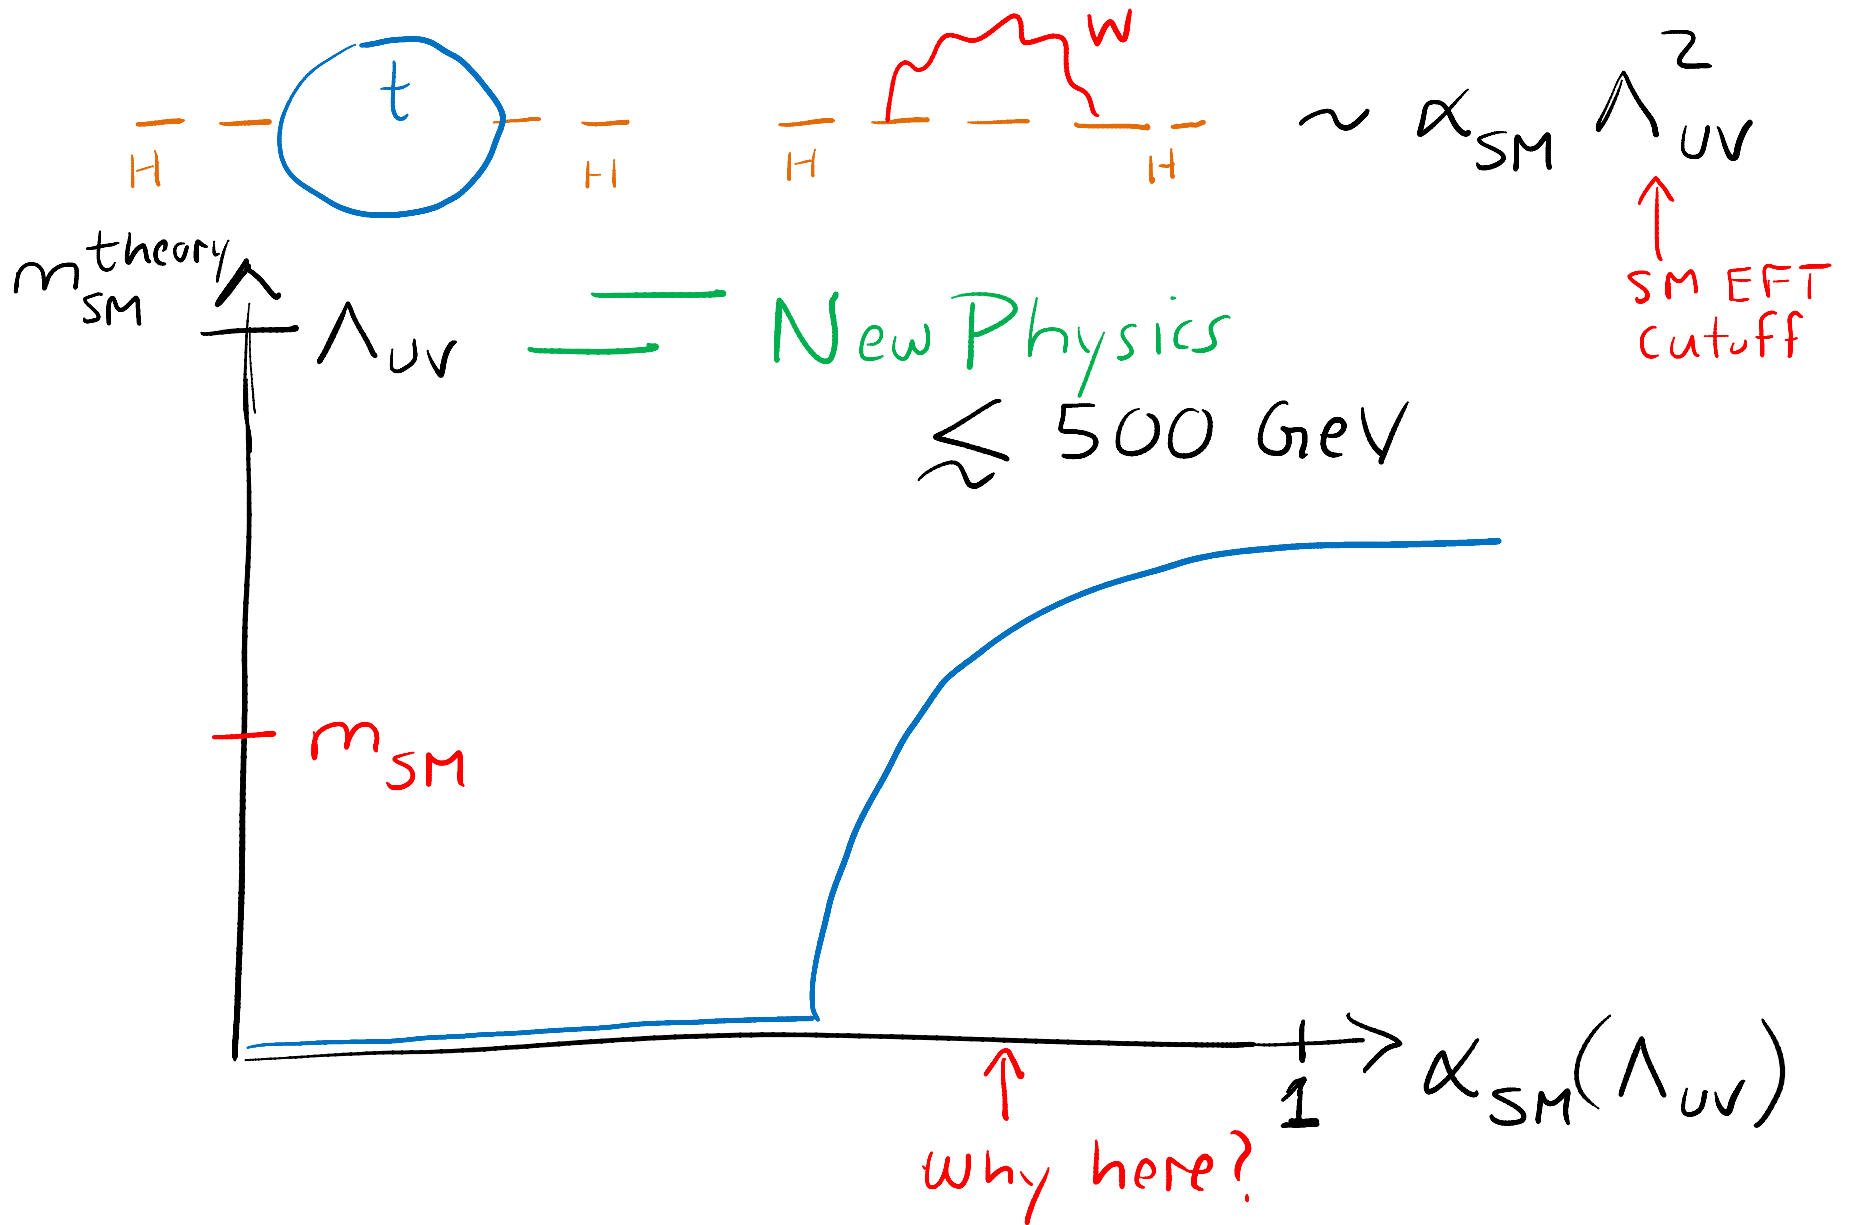 t W
H H H H ~ α_SM Λ_UV^2
SM EFT
cutoff
m_SM^theory
Λ_UV
New Physics
≲ 500 GeV
m_SM
1
α_SM(Λ_UV)
why here?